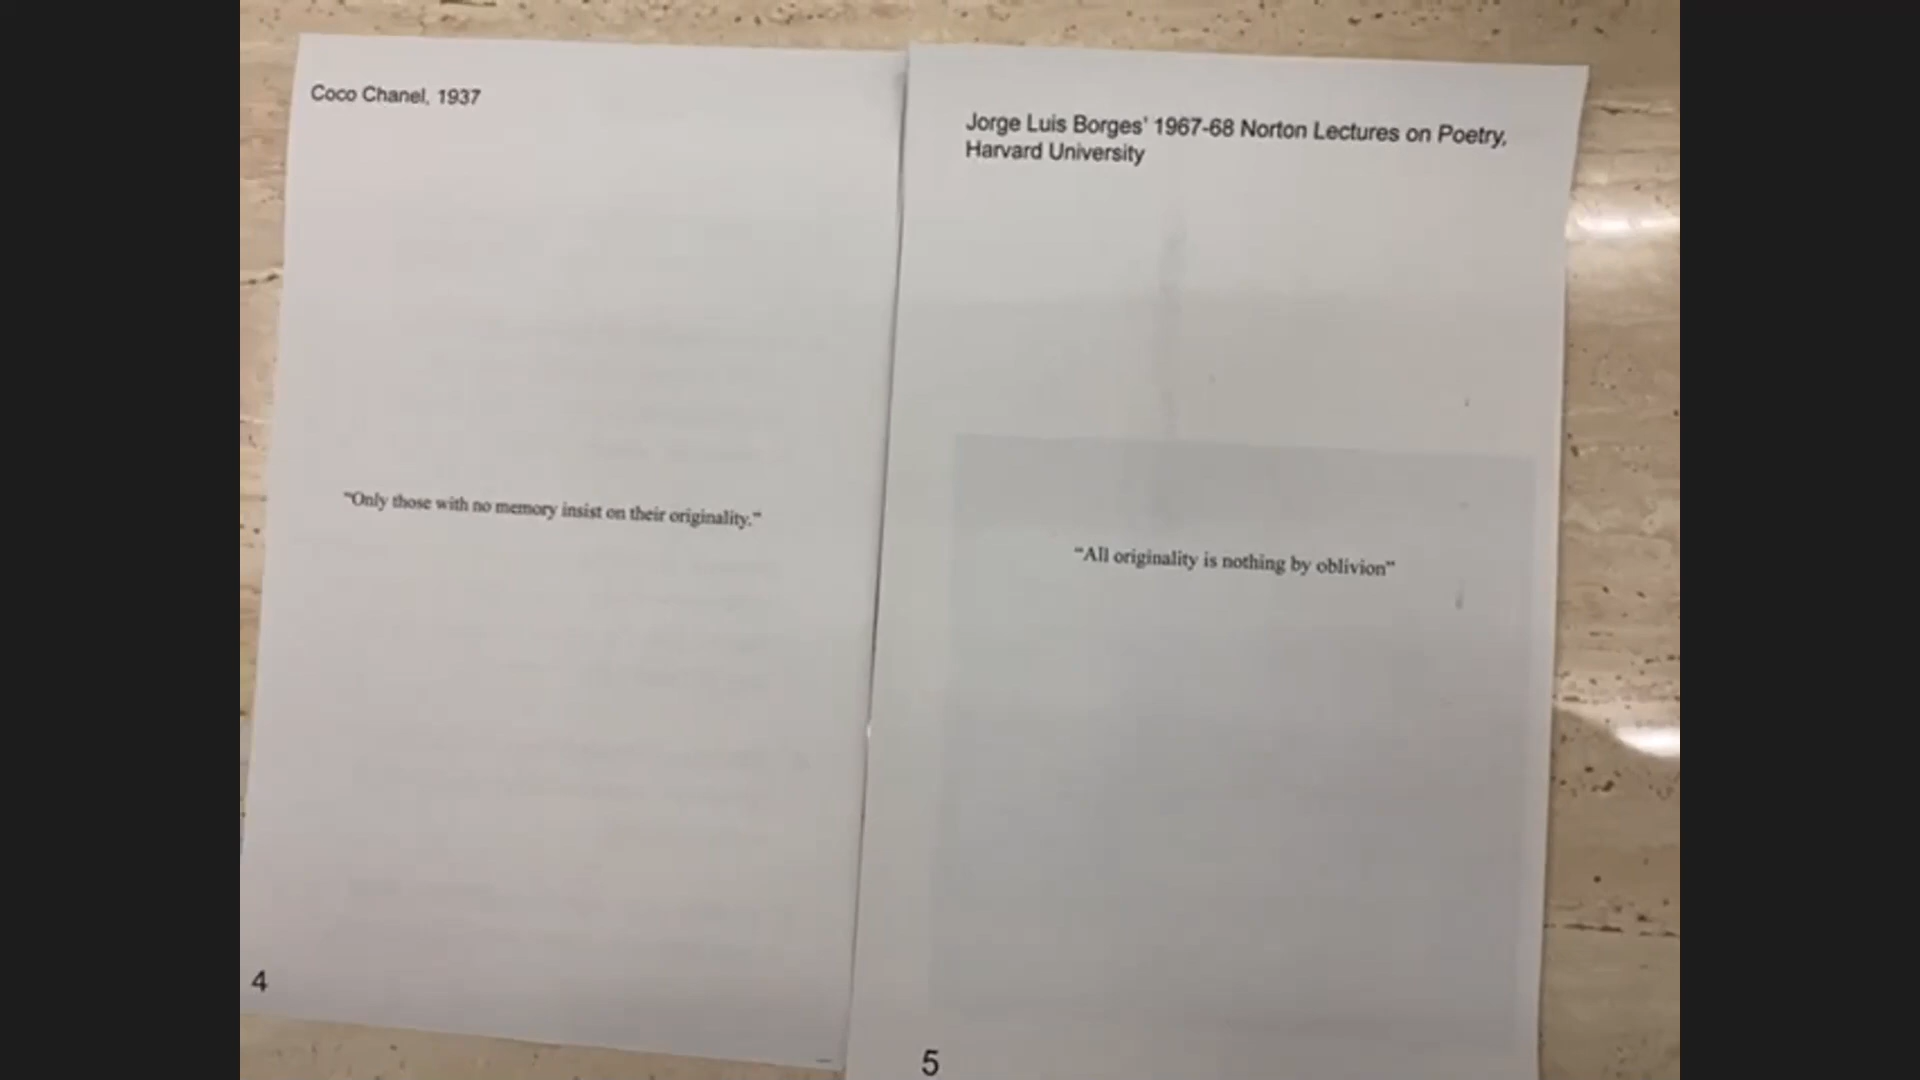 Coco Chanel, 1937
"Only those with no memory insist on their originality."
4
Jorge Luis Borges' 1967-68 Norton Lectures on Poetry,
Harvard University
"All originality is nothing by oblivion"
5